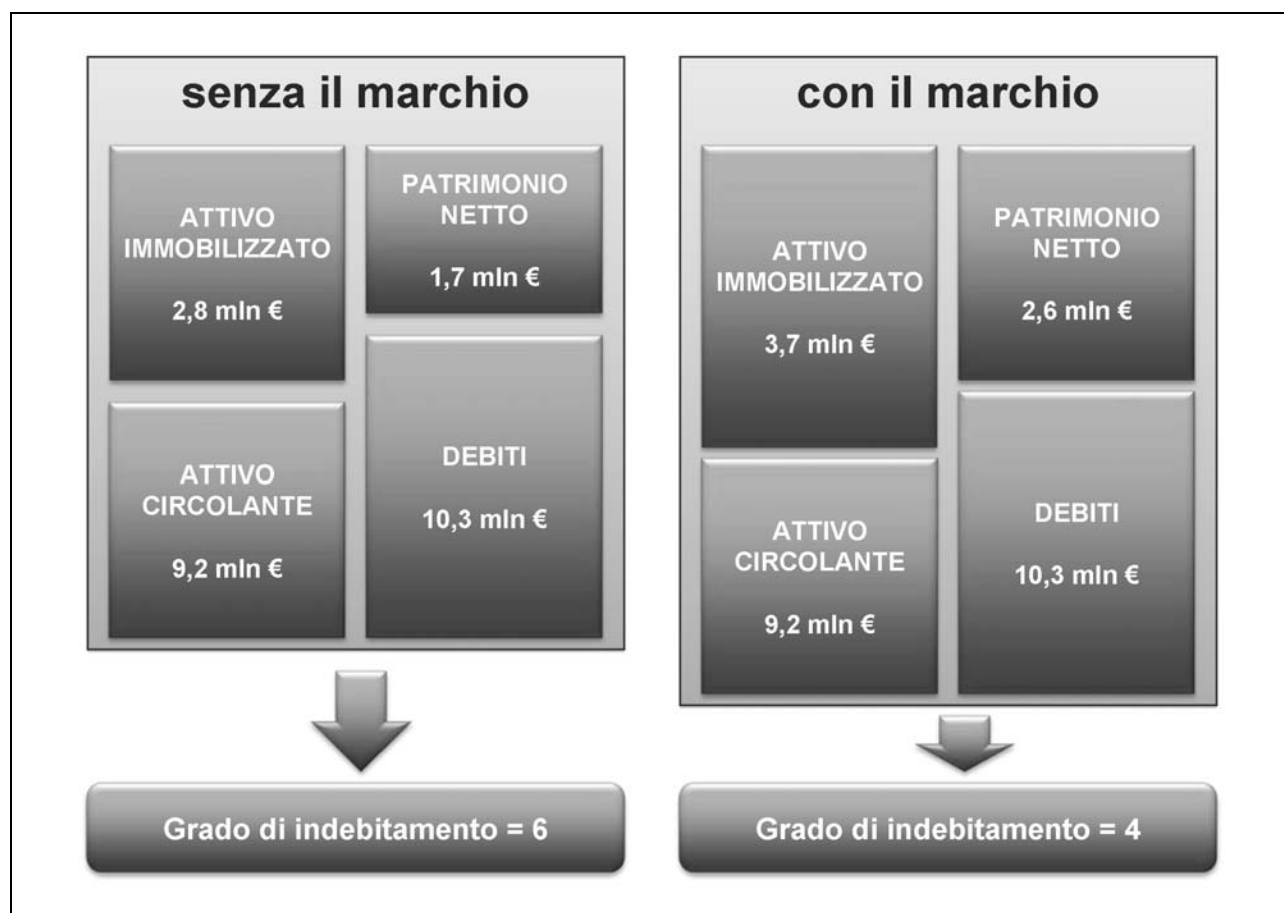 senza il marchio
ATTIVO
IMMOBILIZZATO
2,8 mln €
PATRIMONIO
NETTO
1,7 mln €
ATTIVO
CIRCOLANTE
9,2 mln €
DEBITI
10,3 mln €
Grado di indebitamento = 6
con il marchio
ATTIVO
IMMOBILIZZATO
3,7 mln €
PATRIMONIO
NETTO
2,6 mln €
ATTIVO
CIRCOLANTE
9,2 mln €
DEBITI
10,3 mln €
Grado di indebitamento = 4